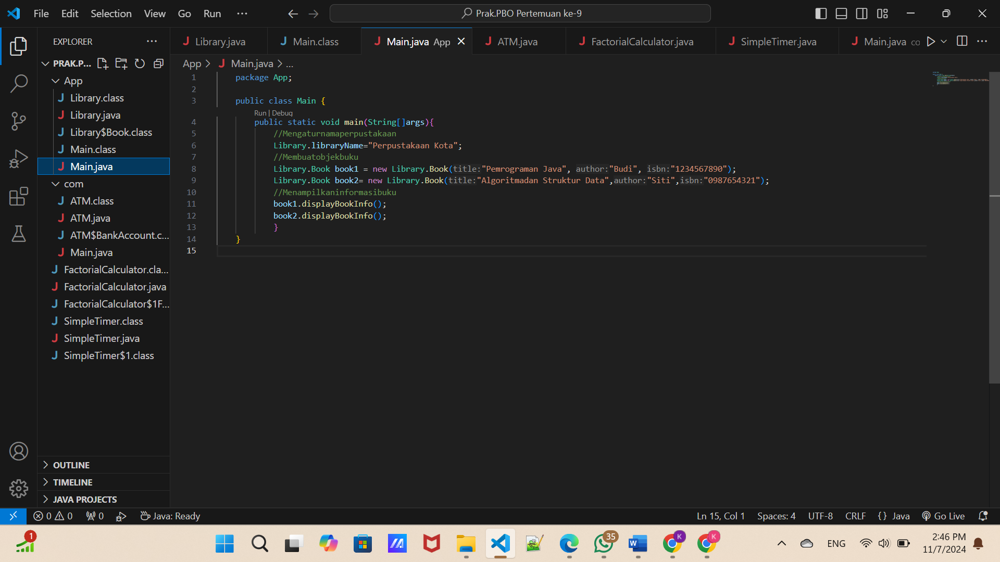 File Edit Selection View Go Run ... Prak.PBO Pertemuan ke-9
EXPLORER
Library.java Main.class Main.java App ATM.java FactorialCalculator.java SimpleTimer.java Main.java co
PRAK.P...
App
Library.class
Library.java
Library$Book.class
Main.class
Main.java
com
ATM.class
ATM.java
ATM$BankAccount.c...
Main.java
FactorialCalculator.cla...
FactorialCalculator.java
FactorialCalculator$1F...
SimpleTimer.class
SimpleTimer.java
SimpleTimer$1.class
OUTLINE
TIMELINE
JAVA PROJECTS
App > Main.java > ...
1 package App;
2
3 public class Main {
Run | Debug
4 public static void main(String[]args){
5 //Mengaturnamaperpustakaan
6 Library.libraryName="Perpustakaan Kota";
7 //Membuatobjekbuku
8 Library.Book book1 = new Library.Book(title:"Pemrograman Java", author:"Budi", isbn:"1234567890");
9 Library.Book book2= new Library.Book(title:"Algoritmadan Struktur Data",author:"Siti",isbn:"0987654321");
10 //Menampilkaninformasibuku
11 book1.displayBookInfo();
12 book2.displayBookInfo();
13 }
14 }
15
0 0 0 Java: Ready Ln 15, Col 1 Spaces: 4 UTF-8 CRLF {} Java Go Live
1 35 K K ENG 2:46 PM
11/7/2024